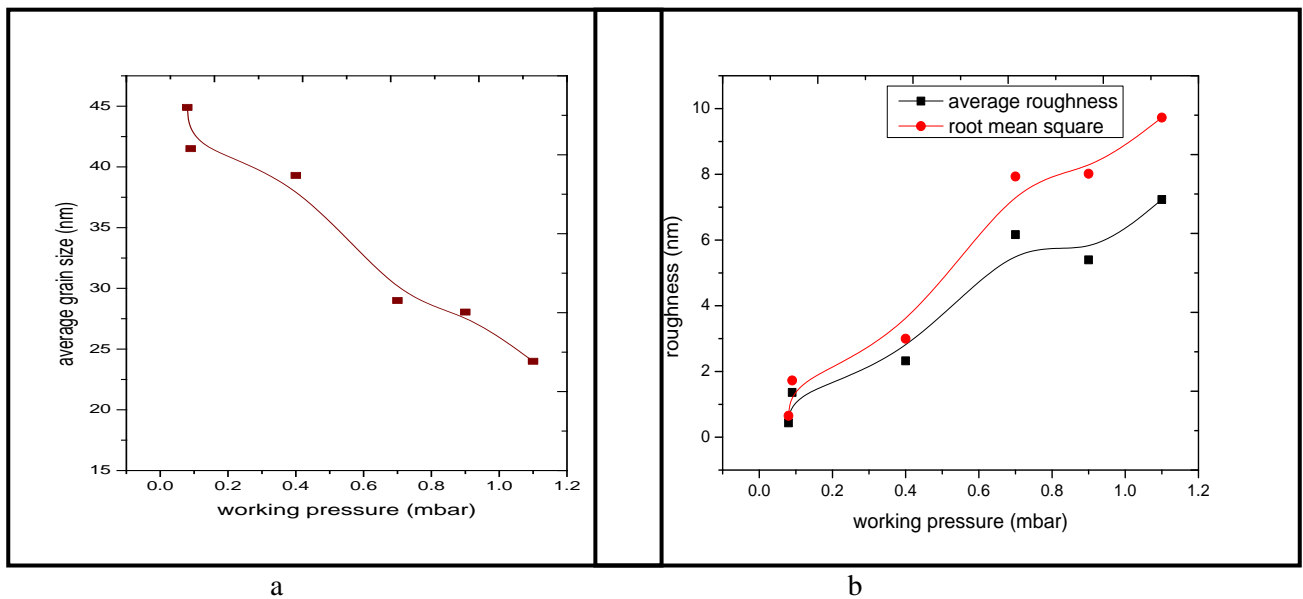 45
40
35
30
25
20
15
average grain size (nm)
0.0 0.2 0.4 0.6 0.8 1.0 1.2
working pressure (mbar)
a
average roughness
root mean square
10
8
6
4
2
0
roughness (nm)
0.0 0.2 0.4 0.6 0.8 1.0 1.2
working pressure (mbar)
b